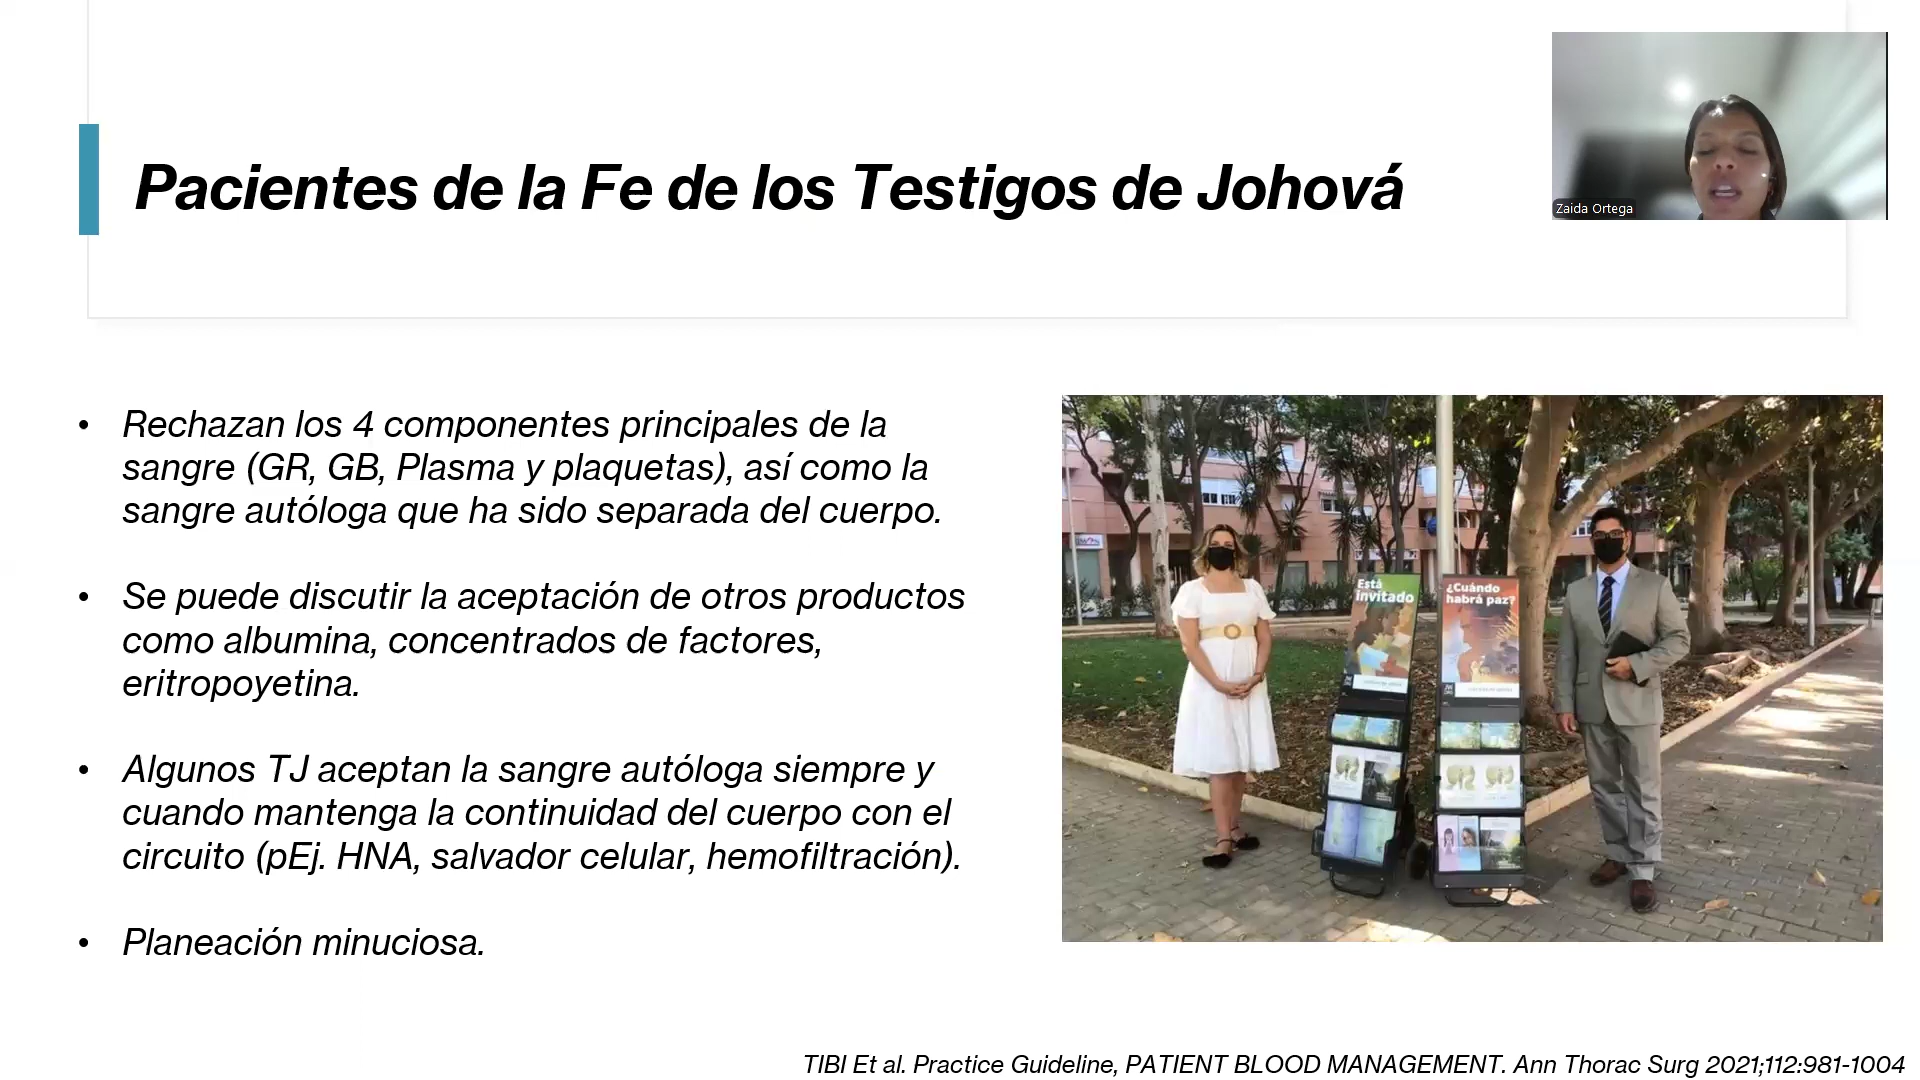 Pacientes de la Fe de los Testigos de Johová
Zaida Ortega
• Rechazan los 4 componentes principales de la
sangre (GR, GB, Plasma y plaquetas), así como la
sangre autóloga que ha sido separada del cuerpo.
• Se puede discutir la aceptación de otros productos
como albumina, concentrados de factores,
eritropoyetina.
• Algunos TJ aceptan la sangre autóloga siempre y
cuando mantenga la continuidad del cuerpo con el
circuito (pEj. HNA, salvador celular, hemofiltración).
• Planeación minuciosa.
Está
invitado
¿Cuándo
habrá paz?
TIBI Et al. Practice Guideline, PATIENT BLOOD MANAGEMENT. Ann Thorac Surg 2021;112:981-1004